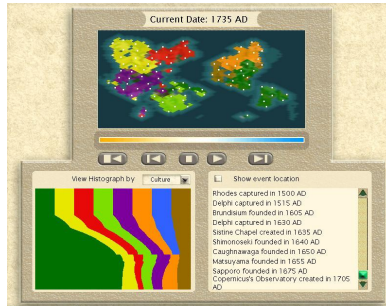 Current Date: 1735 AD
View Histogram by
Culture
Show event location
Rhodes captured in 1500 AD
Delphi captured in 1515 AD
Brundisium founded in 1605 AD
Delphi captured in 1630 AD
Sistine Chapel created in 1635 AD
Shimonoseki founded in 1640 AD
Caughnawaga founded in 1650 AD
Matsuyama founded in 1655 AD
Sapporo founded in 1675 AD
Copernicus's Observatory created in 1705
AD